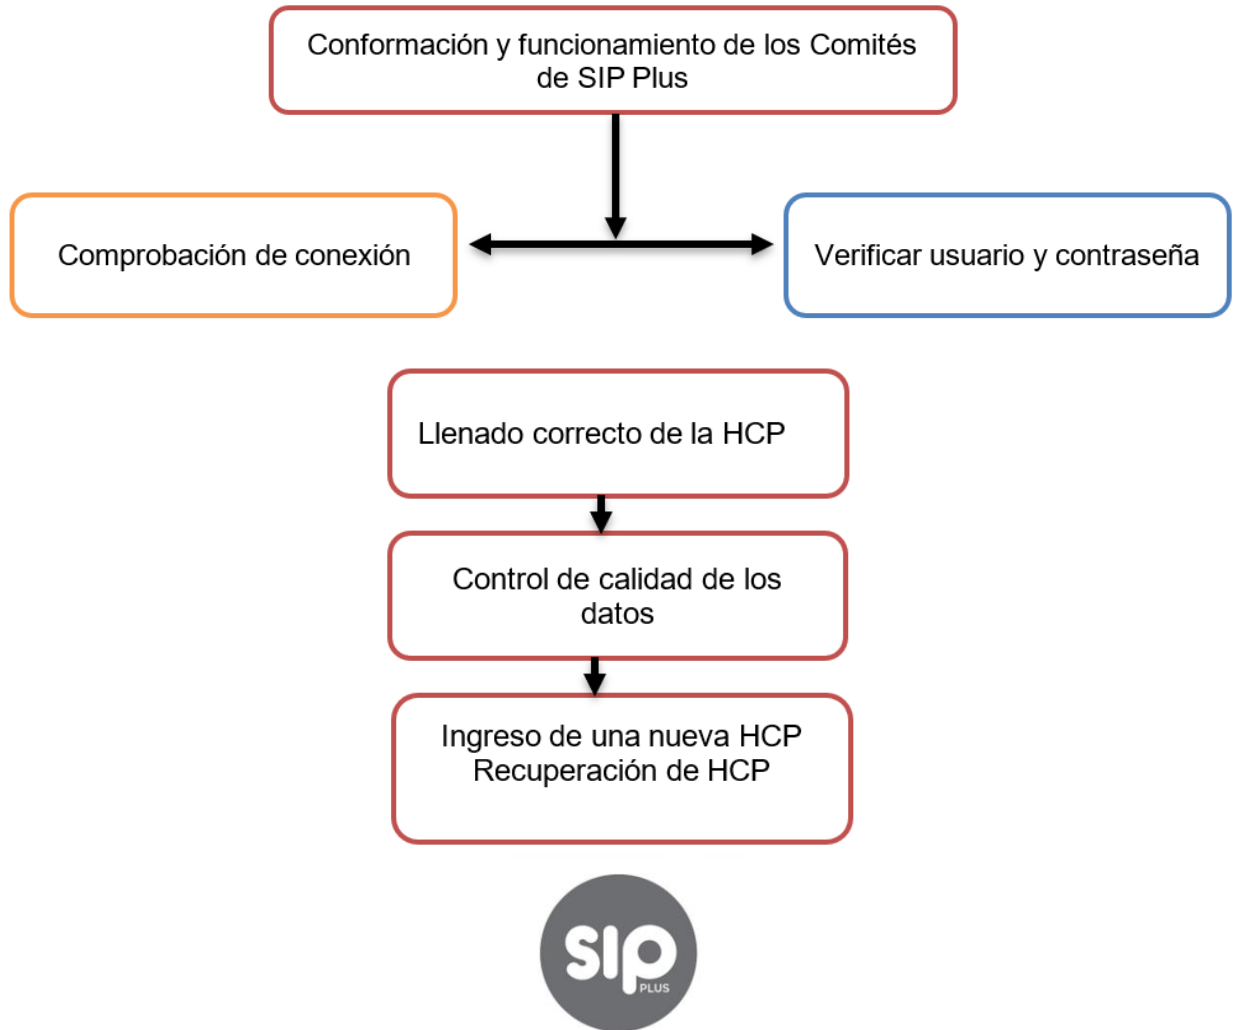 Conformación y funcionamiento de los Comités
de SIP Plus
Comprobación de conexión
Verificar usuario y contraseña
Llenado correcto de la HCP
Control de calidad de los
datos
Ingreso de una nueva HCP
Recuperación de HCP
sip
PLUS